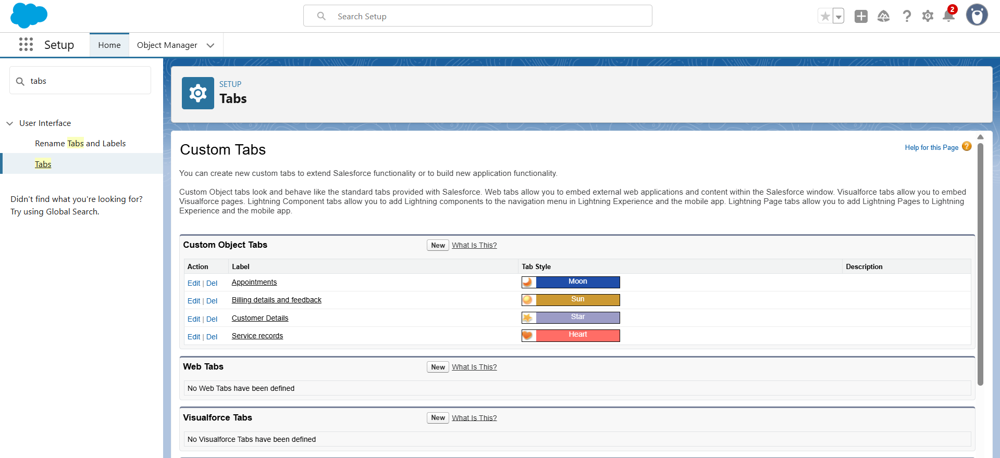 Search Setup
2
Setup
Home
Object Manager
tabs
User Interface
Rename Tabs and Labels
Tabs
Didn't find what you're looking for?
Try using Global Search.
SETUP
Tabs
Custom Tabs
Help for this Page
?
You can create new custom tabs to extend Salesforce functionality or to build new application functionality.
Custom Object tabs look and behave like the standard tabs provided with Salesforce. Web tabs allow you to embed external web applications and content within the Salesforce window. Visualforce tabs allow you to embed
Visualforce pages. Lightning Component tabs allow you to add Lightning components to the navigation menu in Lightning Experience and the mobile app. Lightning Page tabs allow you to add Lightning Pages to Lightning
Experience and the mobile app.
Custom Object Tabs New What Is This?
Action Label Tab Style Description
Edit | Del Appointments Moon
Edit | Del Billing details and feedback Sun
Edit | Del Customer Details Star
Edit | Del Service records Heart
Web Tabs New What Is This?
No Web Tabs have been defined
Visualforce Tabs New What Is This?
No Visualforce Tabs have been defined